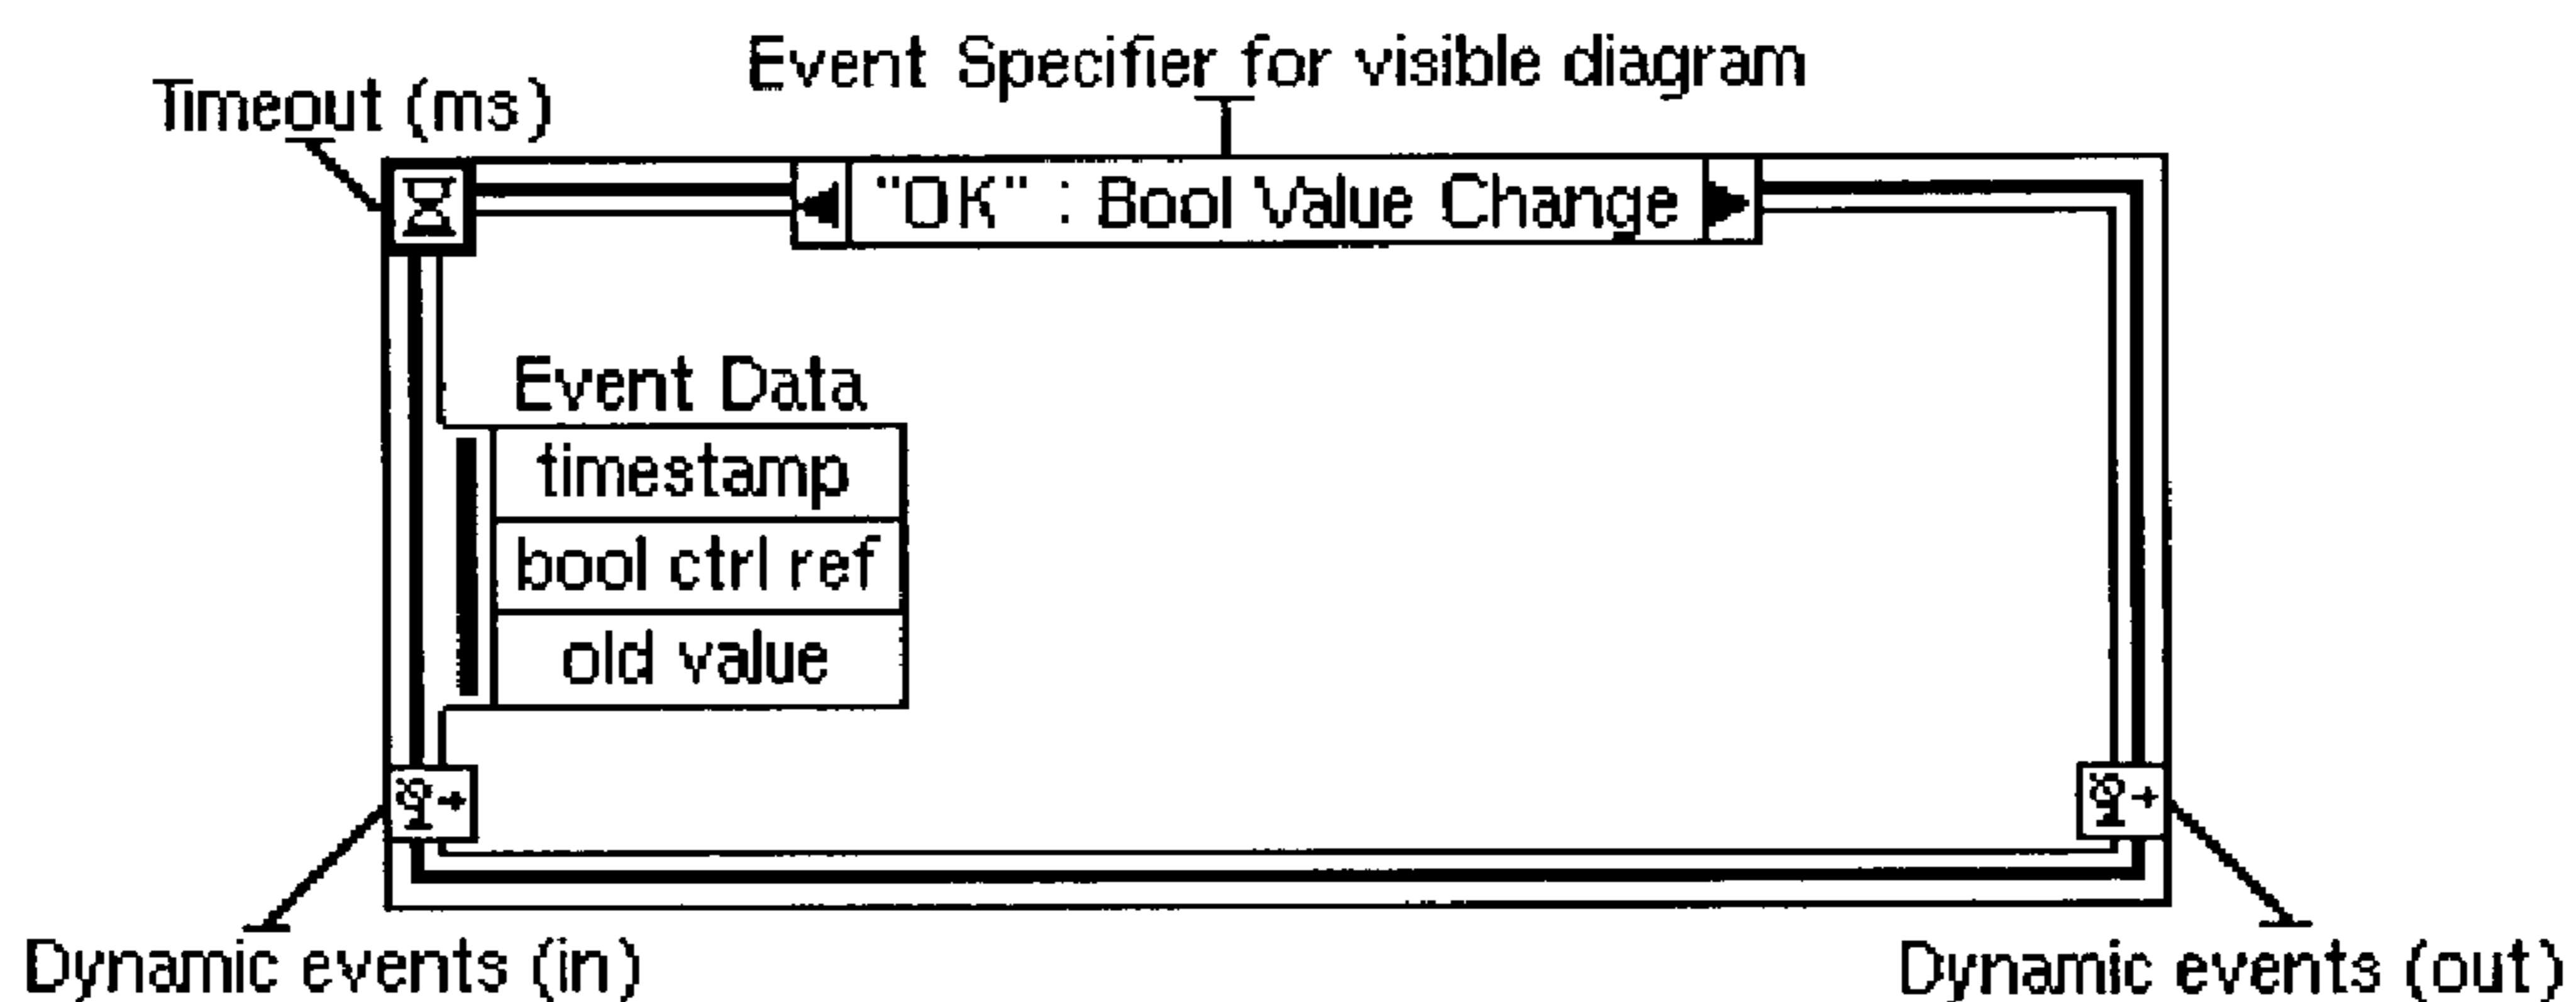 Event Specifier for visible diagram
Timeout (ms)
"OK" : Bool Value Change
Event Data
timestamp
bool ctrl ref
old value
Dynamic events (in)
Dynamic events (out)